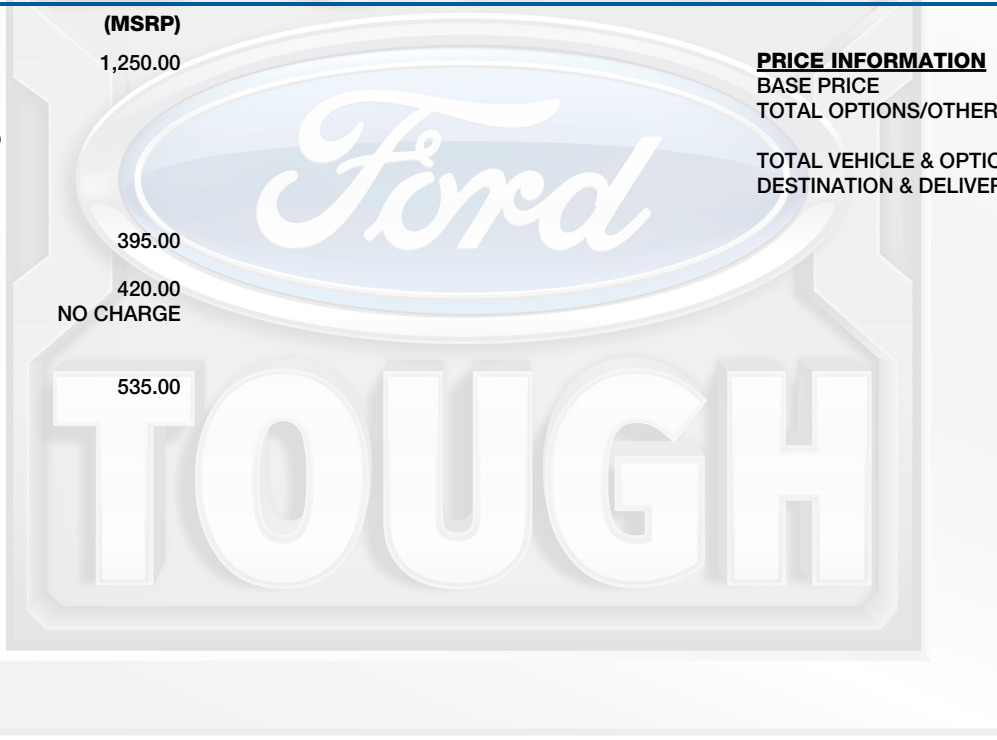 (MSRP)
1,250.00
395.00
420.00
NO CHARGE
535.00
PRICE INFORMATION
BASE PRICE
TOTAL OPTIONS/OTHER
TOTAL VEHICLE & OPTIO
DESTINATION & DELIVER
Ford
TOUGH